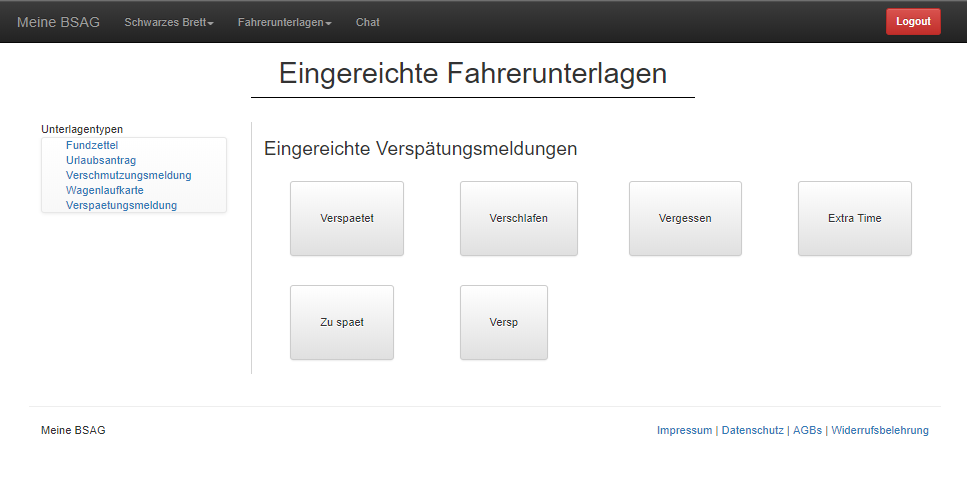 Meine BSAG Schwarzes Brett Fahrerunterlagen Chat Logout
Eingereichte Fahrerunterlagen
Unterlagentypen
Fundzettel
Urlaubsantrag
Verschmutzungsmeldung
Wagenlaufkarte
Verspaetungsmeldung
Eingereichte Verspätungsmeldungen
Verspaetet Verschlafen Vergessen Extra Time
Zu spaet Versp
Meine BSAG Impressum | Datenschutz | AGBs | Widerrufsbelehrung